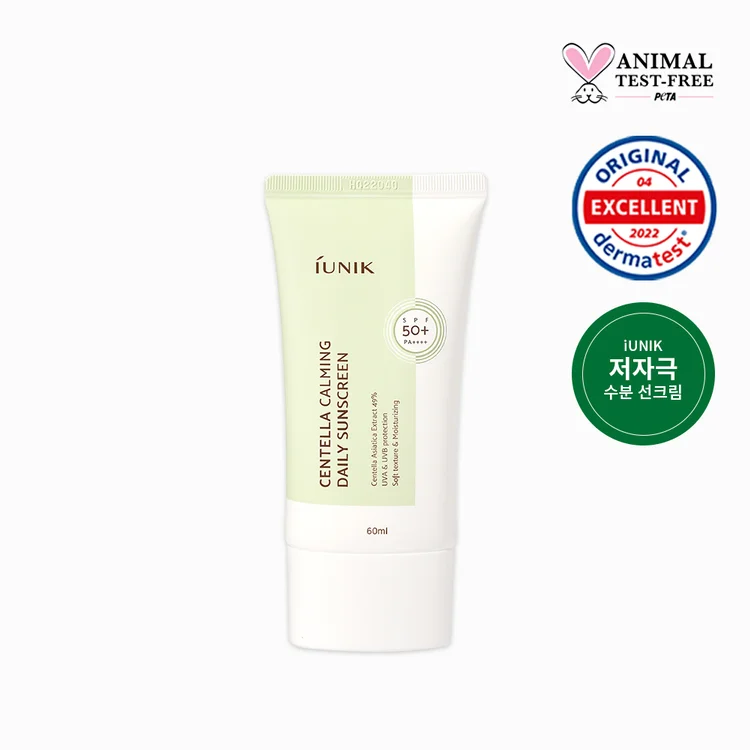 ANIMAL
TEST-FREE
PETA
ORIGINAL
04
EXCELLENT
2022
dermatest®
iUNIK
저자극
수분 선크림
íUNIK
SPF
50+
PA++++
CENTELLA CALMING
DAILY SUNSCREEN
Centella Asiatica Extract 49%
UVA & UVB protection
Soft texture & Moisturizing
60ml